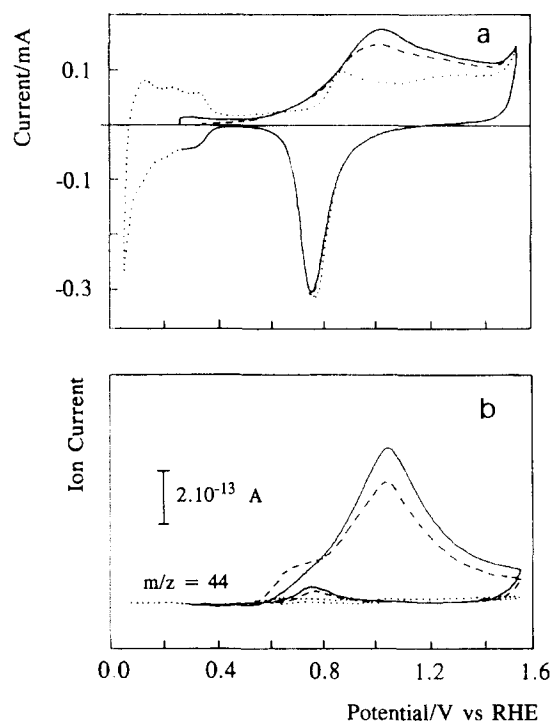 a
Current/mA
0.1
-0.1
-0.3
b
Ion Current
2.10⁻¹³ A
m/z = 44
0.0 0.4 0.8 1.2 1.6
Potential/V vs RHE